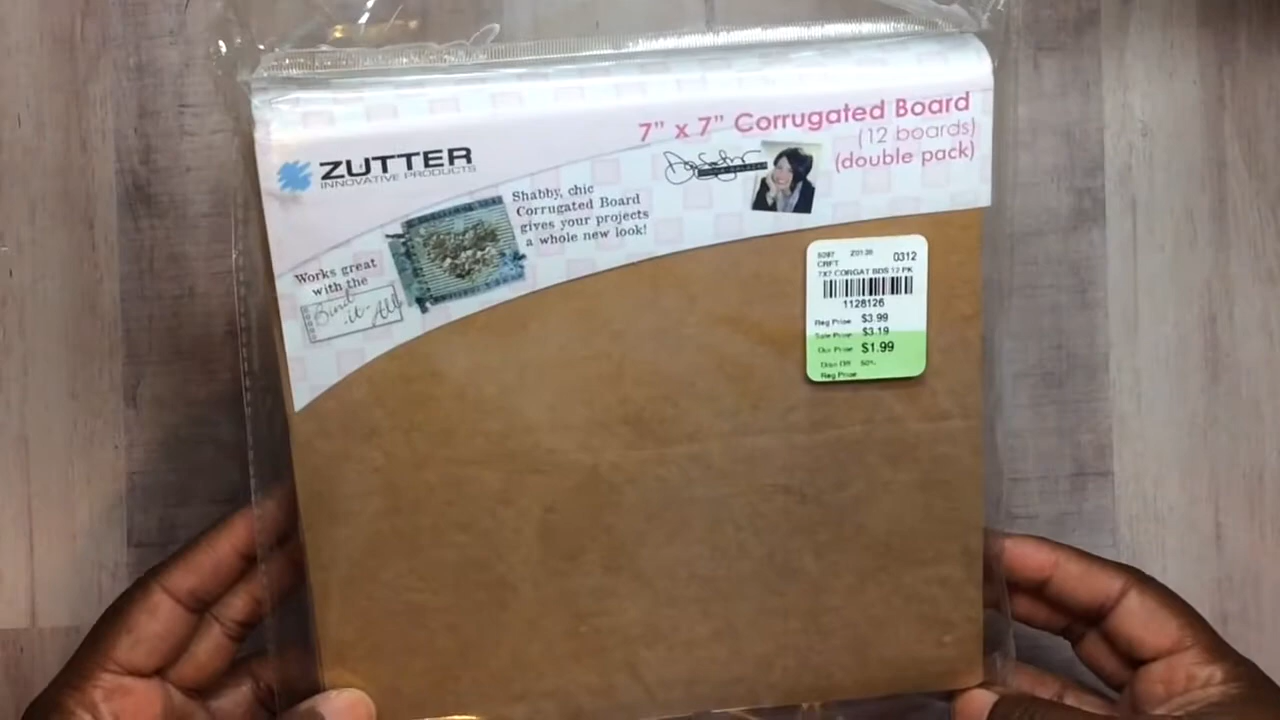 7” x 7” Corrugated Board
(12 boards)
(double pack)
ZUTTER
INNOVATIVE PRODUCTS
Shabby, chic
Corrugated Board
gives your projects
a whole new look!
Works great
with the
Bind-
-it-All
0312
CRFT
7X7 CORGAT BDS 12 PK
1128126
Reg Price $3.99
Sale Price $3.19
Our Price $1.99
50%
Reg Price